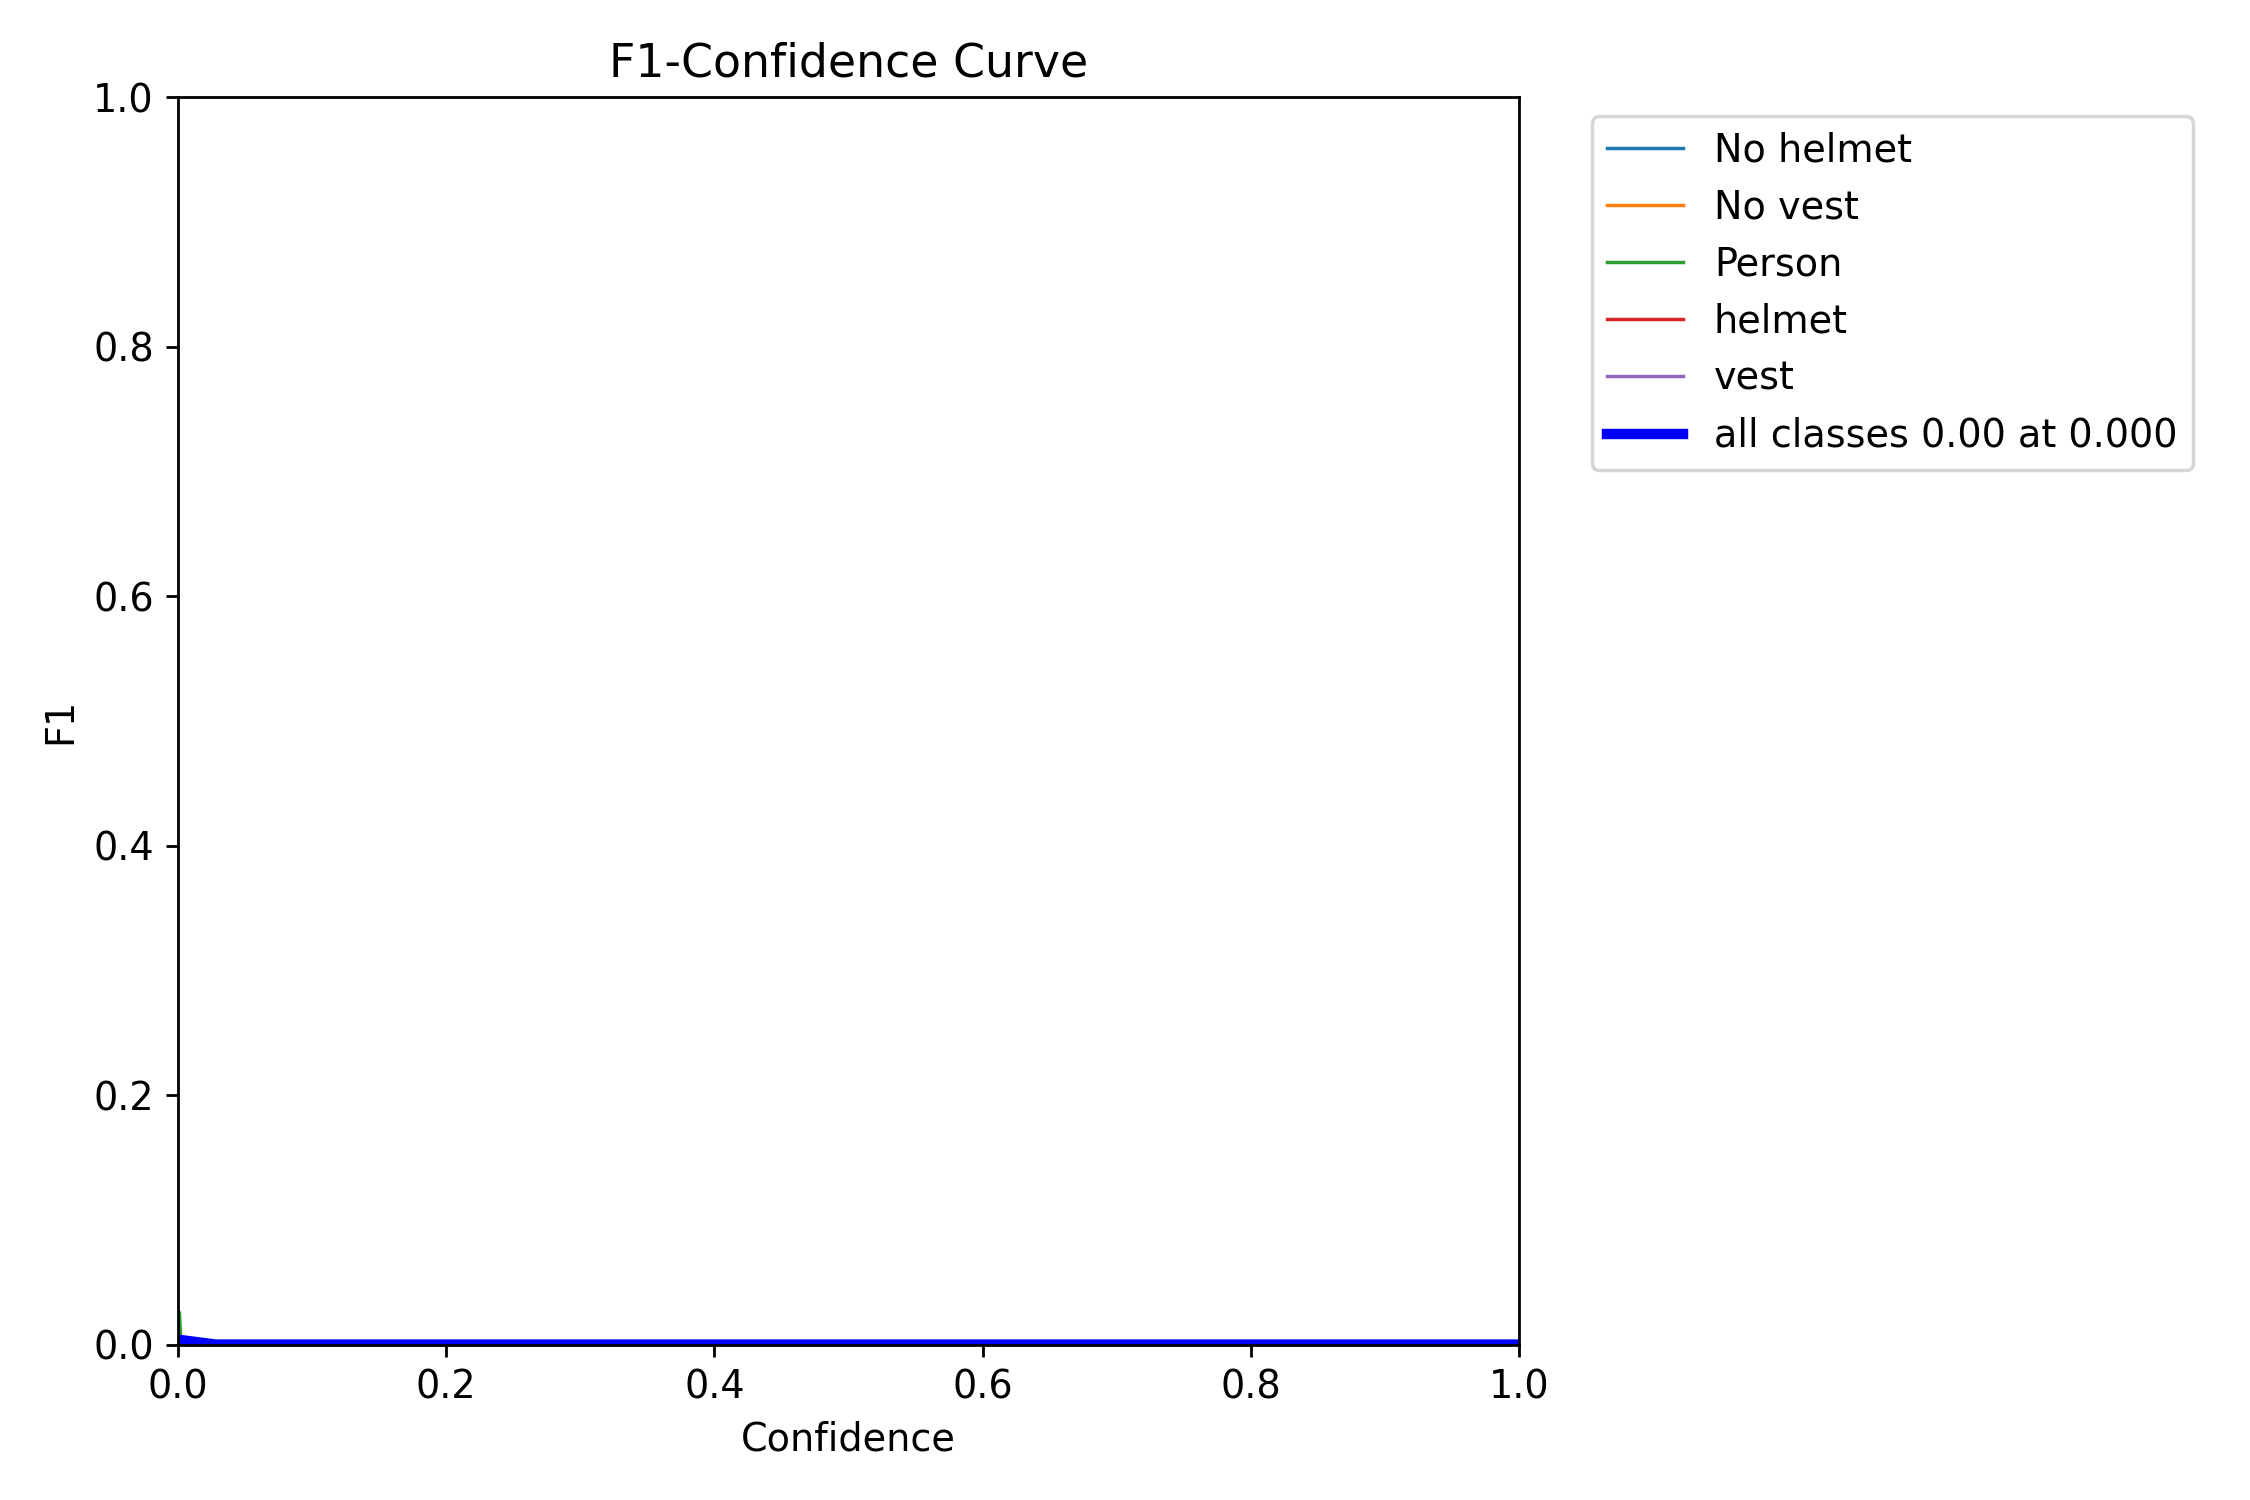 F1-Confidence Curve
1.0
0.8
0.6
0.4
0.2
0.0
F1
0.0 0.2 0.4 0.6 0.8 1.0
Confidence
No helmet
No vest
Person
helmet
vest
all classes 0.00 at 0.000